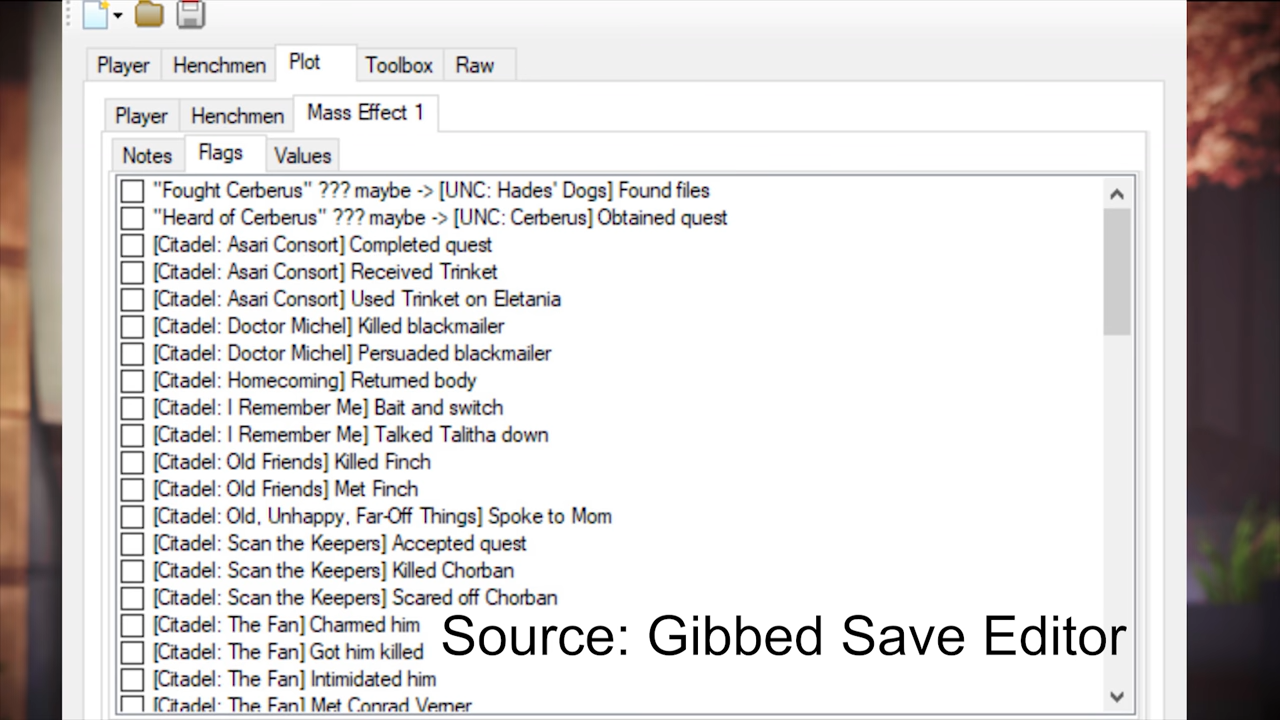 Player Henchmen Plot Toolbox Raw
Player Henchmen Mass Effect 1
Notes Flags Values
"Fought Cerberus" ??? maybe -> [UNC: Hades' Dogs] Found files
"Heard of Cerberus" ??? maybe -> [UNC: Cerberus] Obtained quest
[Citadel: Asari Consort] Completed quest
[Citadel: Asari Consort] Received Trinket
[Citadel: Asari Consort] Used Trinket on Eletania
[Citadel: Doctor Michel] Killed blackmailer
[Citadel: Doctor Michel] Persuaded blackmailer
[Citadel: Homecoming] Returned body
[Citadel: I Remember Me] Bait and switch
[Citadel: I Remember Me] Talked Talitha down
[Citadel: Old Friends] Killed Finch
[Citadel: Old Friends] Met Finch
[Citadel: Old, Unhappy, Far-Off Things] Spoke to Mom
[Citadel: Scan the Keepers] Accepted quest
[Citadel: Scan the Keepers] Killed Chorban
[Citadel: Scan the Keepers] Scared off Chorban
[Citadel: The Fan] Charmed him
[Citadel: The Fan] Got him killed
[Citadel: The Fan] Intimidated him
[Citadel: The Fan] Met Conrad Verner
Source: Gibbed Save Editor